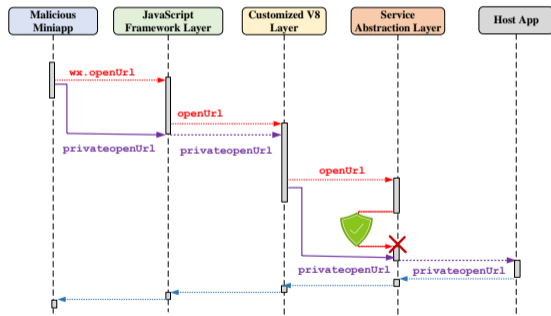 Malicious
Miniapp
JavaScript
Framework Layer
Customized V8
Layer
Service
Abstraction Layer
Host App
wx.openUrl
openUrl
privateopenUrl
privateopenUrl
openUrl
privateopenUrl
privateopenUrl